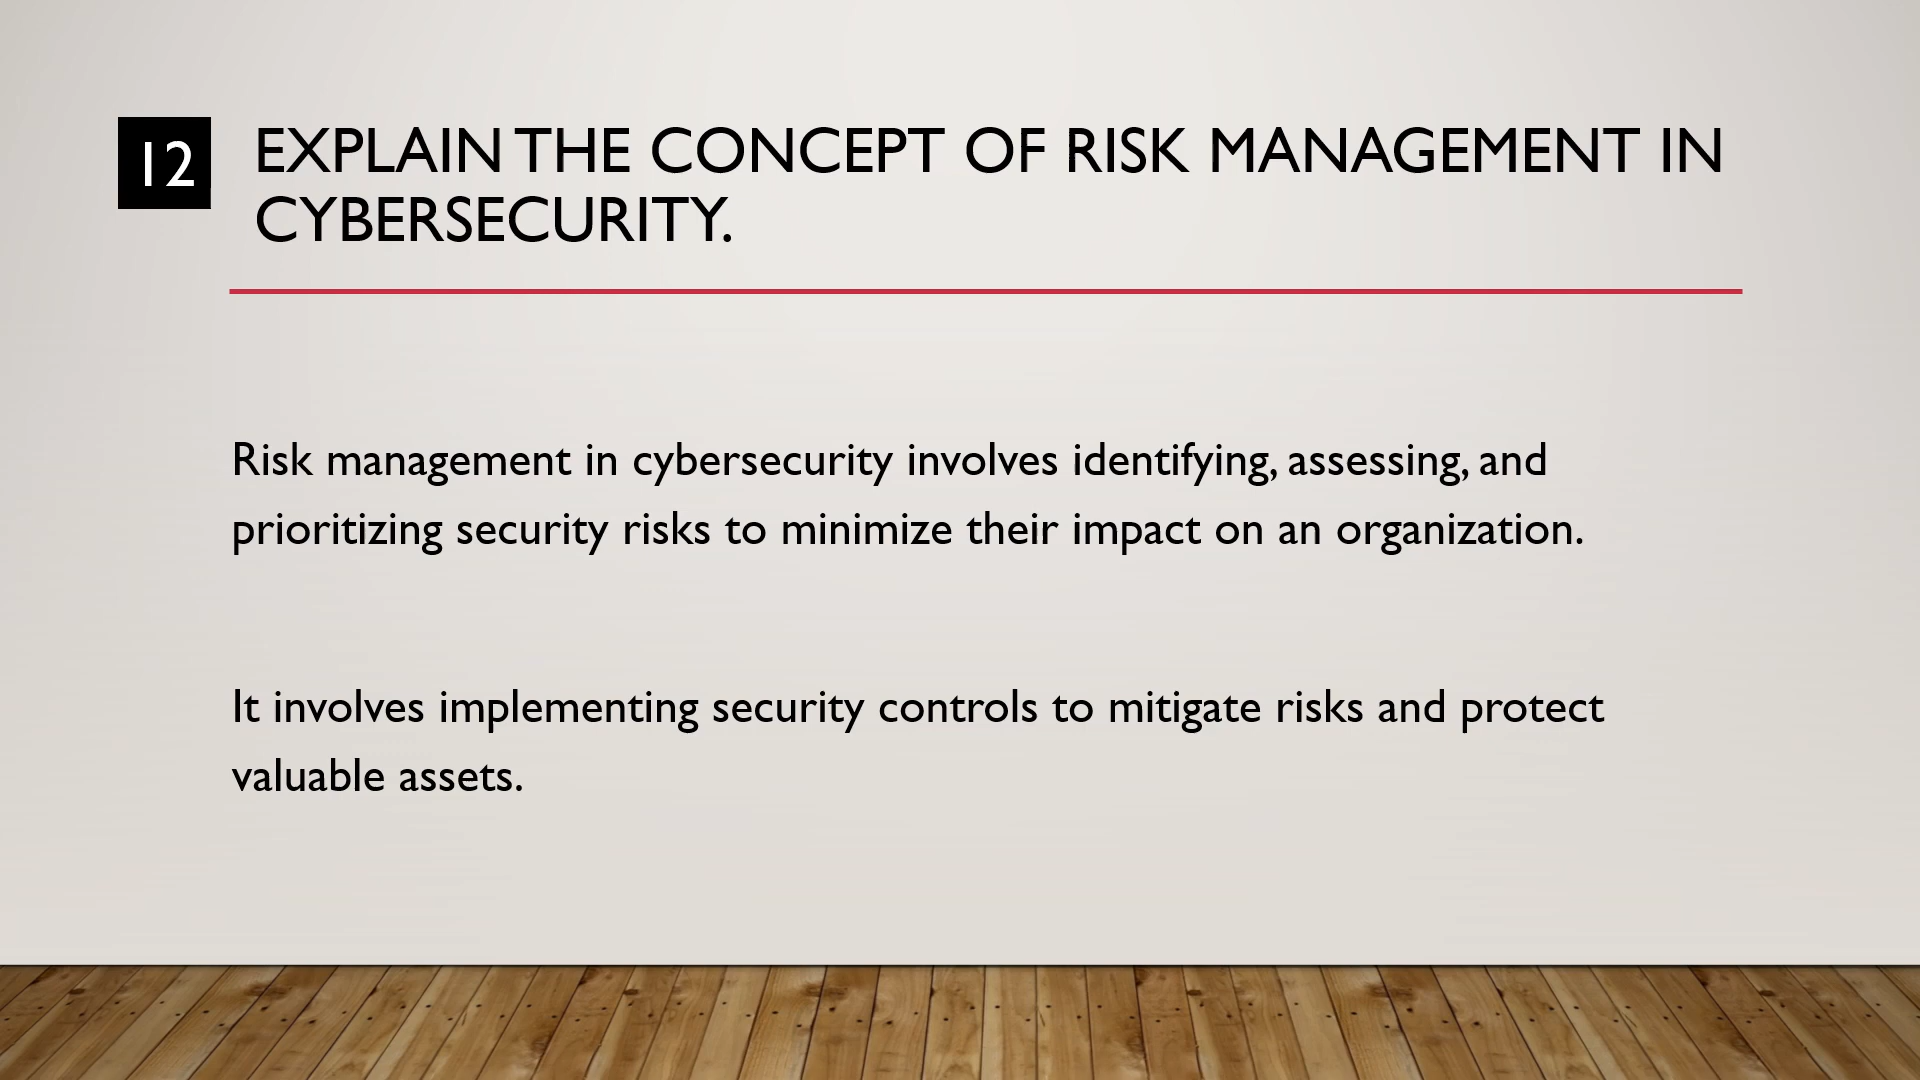 12
EXPLAIN THE CONCEPT OF RISK MANAGEMENT IN
CYBERSECURITY.
Risk management in cybersecurity involves identifying, assessing, and
prioritizing security risks to minimize their impact on an organization.
It involves implementing security controls to mitigate risks and protect
valuable assets.